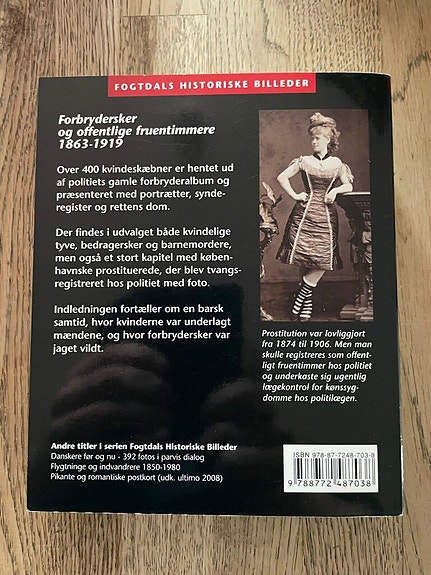 FOGTDALS HISTORISKE BILLEDER
Forbrydersker
og offentlige fruentimmere
1863-1919
Over 400 kvindeskæbner er hentet ud
af politiets gamle forbryderalbum og
præsenteret med portrætter, synde-
register og rettens dom.
Der findes i udvalget både kvindelige
tyve, bedragersker og barnemordere,
men også et stort kapitel med køben-
havnske prostituerede, der blev tvangs-
registreret hos politiet med foto.
Indledningen fortæller om en barsk
samtid, hvor kvinderne var underlagt
mændene, og hvor forbrydersker var
jaget vildt.
Prostitution var lovliggjort
fra 1874 til 1906. Men man
skulle registreres som offent-
ligt fruentimmer hos politiet
og underkaste sig ugentlig
lægekontrol for kønssyg-
domme hos politilægen.
Andre titler i serien Fogtdals Historiske Billeder
Danskere før og nu - 392 fotos i parvis dialog
Flygtninge og indvandrere 1850-1980
Pikante og romantiske postkort (udk. ultimo 2008)
ISBN 978-87-7248-703-8
9788772487038